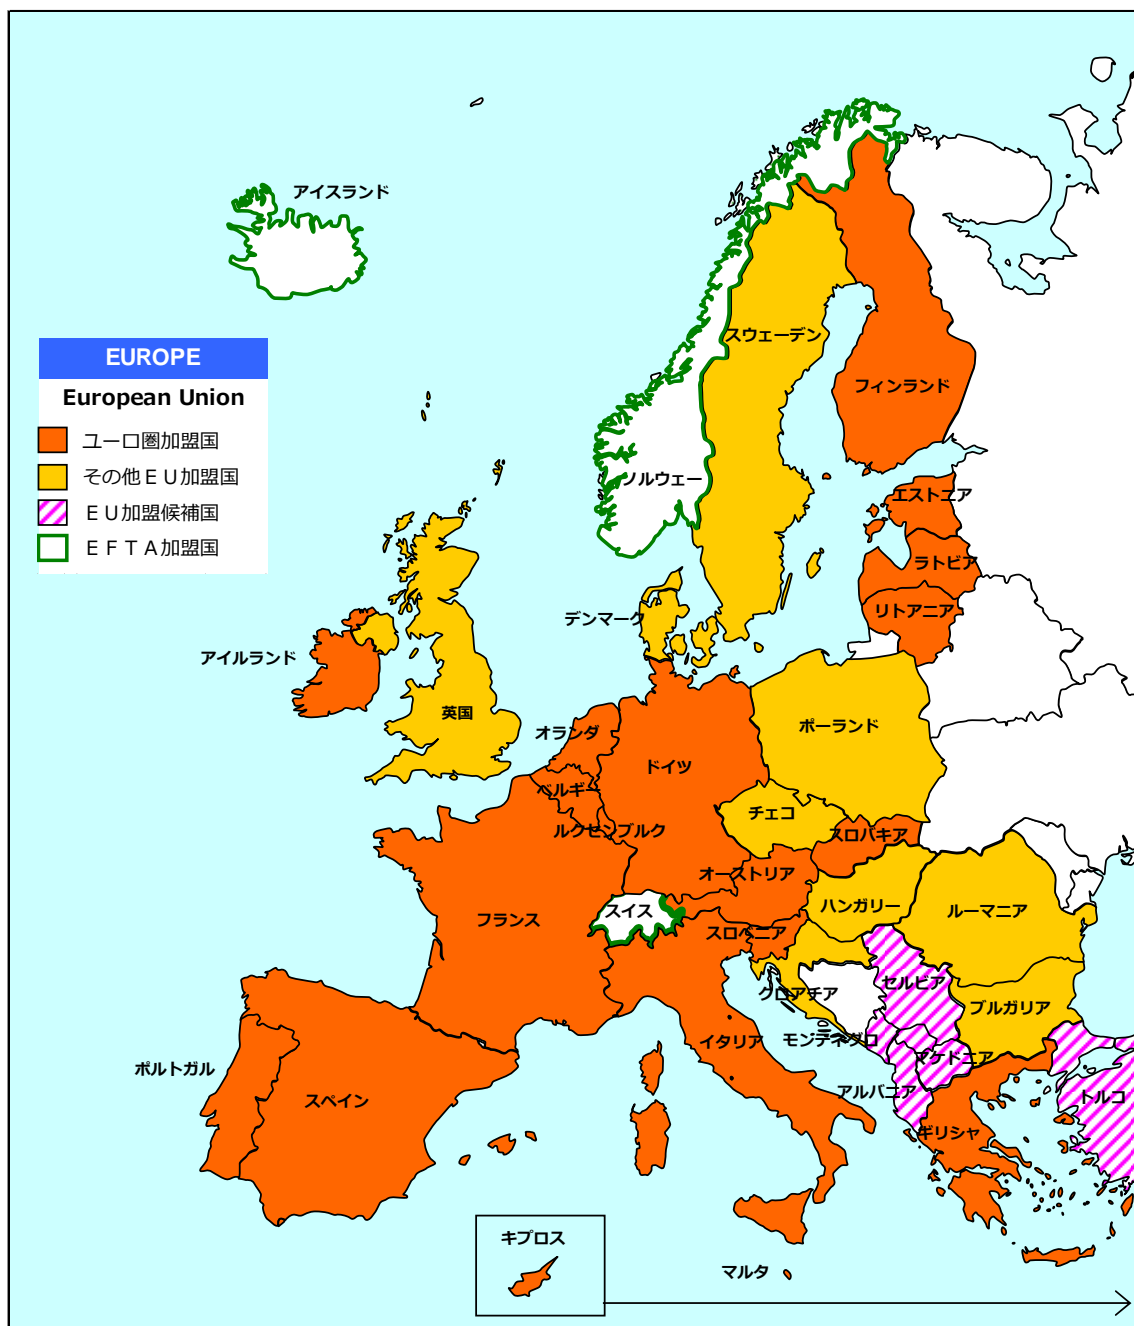 アイスランド
EUROPE
European Union
ユーロ圏加盟国
その他ＥＵ加盟国
ＥＵ加盟候補国
ＥＦＴＡ加盟国
スウェーデン
フィンランド
ノルウェー
エストニア
ラトビア
リトアニア
デンマーク
アイルランド
英国
オランダ
ポーランド
ドイツ
ベルギー
チェコ
ルクセンブルク
スロバキア
オーストリア
ハンガリー
ルーマニア
スイス
フランス
スロベニア
セルビア
クロアチア
ブルガリア
イタリア
モンテネグロ
マケドニア
ポルトガル
スペイン
アルバニア
トルコ
ギリシャ
キプロス
マルタ